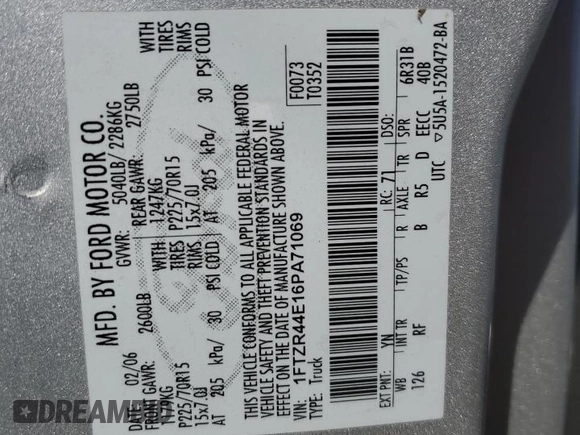 MFD. BY FORD MOTOR CO.
DATE: 02/06 GVWR: 5040LB/ 2286KG
FRONT GAWR: 2600LB REAR GAWR: 2750LB
1179KG WITH 1247KG WITH
P225/70R15 TIRES P225/70R15 TIRES
15x7.0J RIMS 15x7.0J RIMS
AT 205 kPa/ 30 PSI COLD AT 205 kPa/ 30 PSI COLD
THIS VEHICLE CONFORMS TO ALL APPLICABLE FEDERAL MOTOR
VEHICLE SAFETY AND THEFT PREVENTION STANDARDS IN
EFFECT ON THE DATE OF MANUFACTURE SHOWN ABOVE.
VIN: 1FTZR44E16PA71069 F0073
TYPE: Truck T0352
EXT PNT: YN RC: 71 DSO:
WB INT TR TP/PS R AXLE TR SPR 6R31B
126 RF B R5 D EECC 40B
UTC ▽5U5A-1520472-BA
DREAMBID